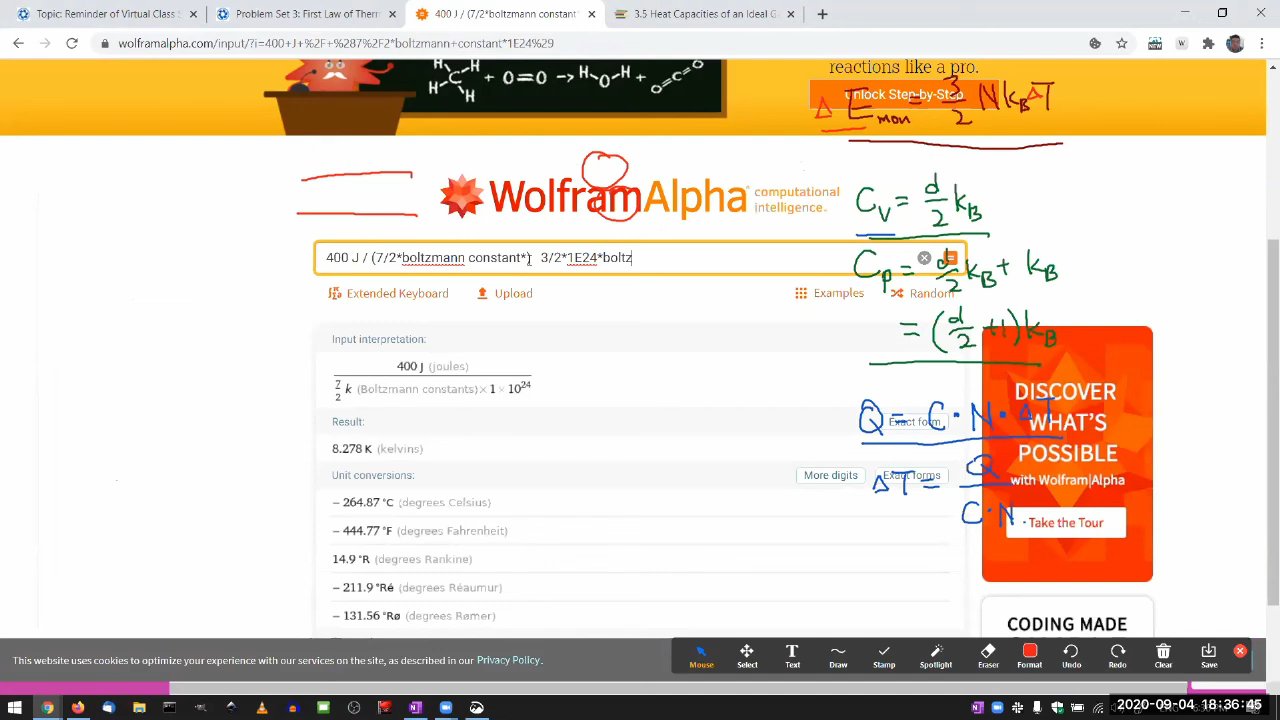 Topic 3 Termination of Virtual Class S
Problem Set 3: Thermodynamics
400 J / (7/2*boltzmann constant*
3.5 Heat Capacities of an Ideal G
wolframalpha.com/input/?i=400+J+%2F+%287%2F2*boltzmann+constant*1E24%29
reactions like a pro.
Unlock Step-by-Step
ΔE mon = 3/2 N k_B ΔT
WolframAlpha computational intelligence.
C_V = d/2 k_B
400 J / (7/2*boltzmann constant*) 3/2*1E24*boltz
C_p = d/2 k_B + k_B
Extended Keyboard Upload Examples Random
= (d/2 + 1) k_B
Input interpretation:
400 J (joules)
7/2 k (Boltzmann constants) × 1 × 10^24
Result: Exact form
Q = C · N · ΔT
8.278 K (kelvins)
Unit conversions: More digits Exact forms
ΔT = Q / C·N
- 264.87 °C (degrees Celsius)
- 444.77 °F (degrees Fahrenheit)
14.9 °R (degrees Rankine)
- 211.9 °Ré (degrees Réaumur)
- 131.56 °Rø (degrees Rømer)
DISCOVER
WHAT'S
POSSIBLE
with Wolfram|Alpha
Take the Tour
CODING MADE
This website uses cookies to optimize your experience with our services on the site, as described in our Privacy Policy.
Mouse Select Text Draw Stamp Spotlight Eraser Format Undo Redo Clear Save
2020-09-04 18:36:45